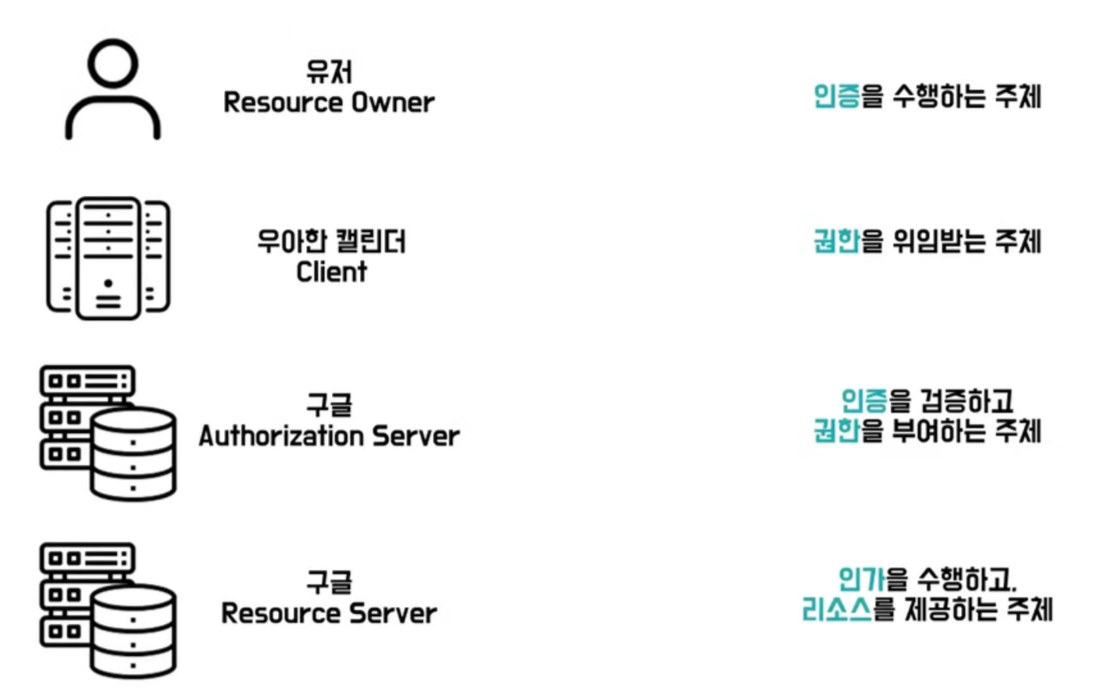 유저
Resource Owner
인증을 수행하는 주체
우아한 캘린더
Client
권한을 위임받는 주체
구글
Authorization Server
인증을 검증하고
권한을 부여하는 주체
구글
Resource Server
인가을 수행하고,
리소스를 제공하는 주체